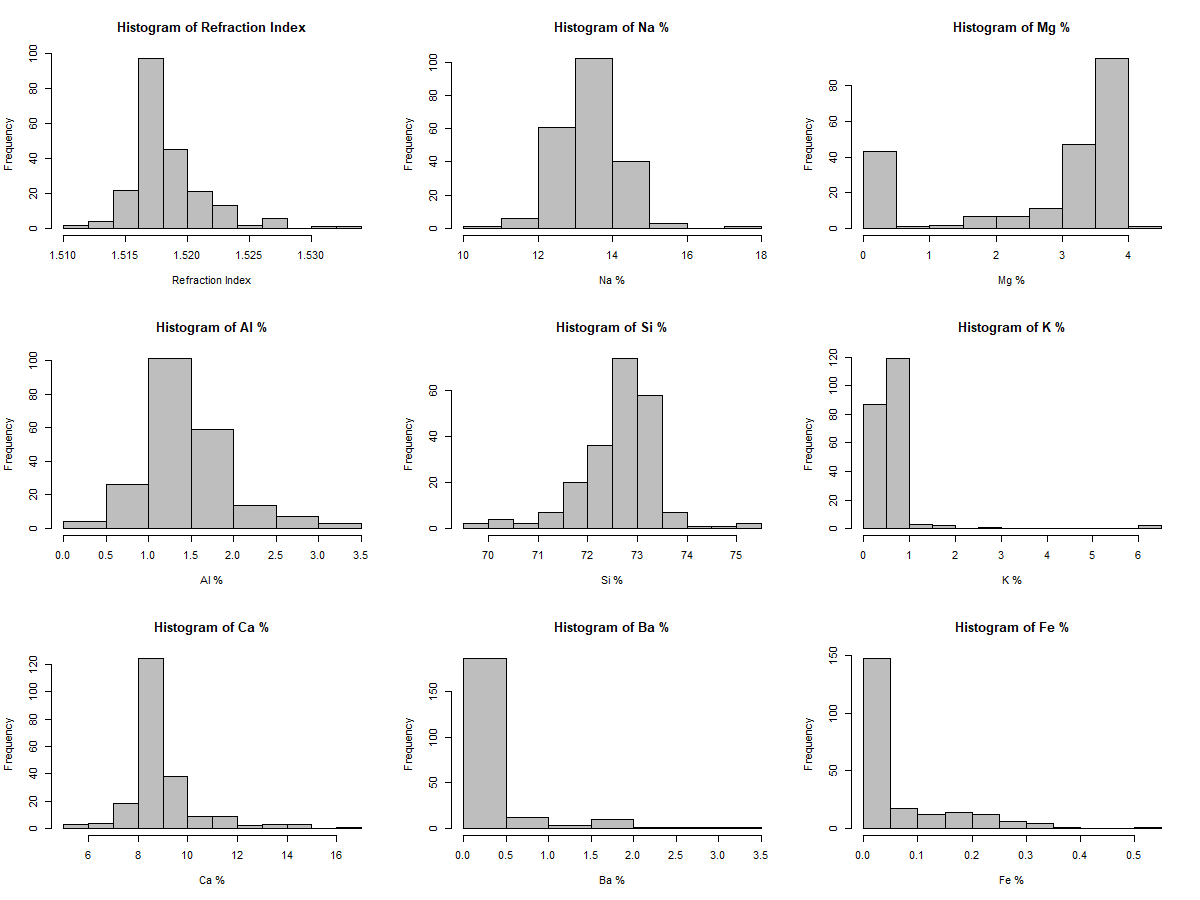 Histogram of Refraction Index
Frequency
0 20 40 60 80 100
1.510 1.515 1.520 1.525 1.530
Refraction Index
Histogram of Na %
Frequency
0 20 40 60 80 100
10 12 14 16 18
Na %
Histogram of Mg %
Frequency
0 20 40 60 80
0 1 2 3 4
Mg %
Histogram of Al %
Frequency
0 20 40 60 80 100
0.0 0.5 1.0 1.5 2.0 2.5 3.0 3.5
Al %
Histogram of Si %
Frequency
0 20 40 60
70 71 72 73 74 75
Si %
Histogram of K %
Frequency
0 20 40 60 80 100 120
0 1 2 3 4 5 6
K %
Histogram of Ca %
Frequency
0 20 40 60 80 100 120
6 8 10 12 14 16
Ca %
Histogram of Ba %
Frequency
0 50 100 150
0.0 0.5 1.0 1.5 2.0 2.5 3.0 3.5
Ba %
Histogram of Fe %
Frequency
0 50 100 150
0.0 0.1 0.2 0.3 0.4 0.5
Fe %